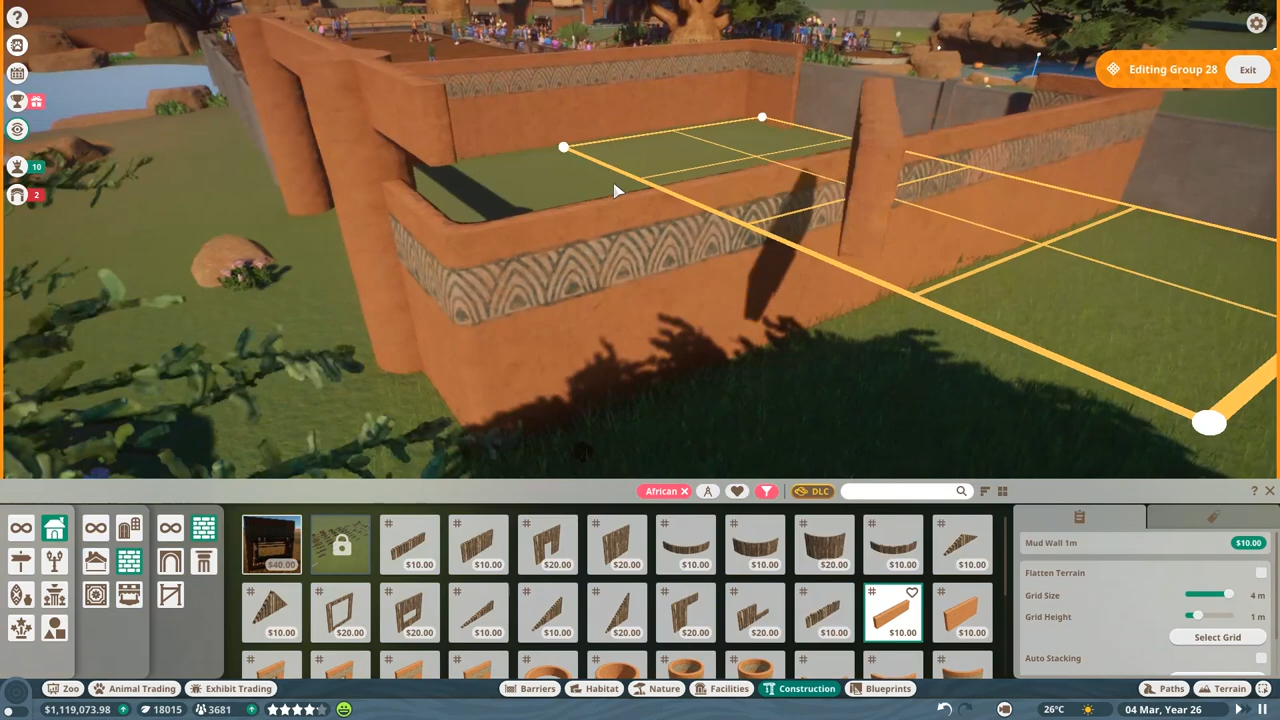 Editing Group 28
Exit
10
2
African ×
DLC
$40.00
$10.00
$10.00
$20.00
$20.00
$10.00
$10.00
$20.00
$10.00
$10.00
$10.00
$20.00
$20.00
$10.00
$10.00
$20.00
$20.00
$20.00
$10.00
$10.00
$10.00
Mud Wall 1m
$10.00
Flatten Terrain
Grid Size
4 m
Grid Height
1 m
Select Grid
Auto Stacking
Zoo
Animal Trading
Exhibit Trading
Barriers
Habitat
Nature
Facilities
Construction
Blueprints
Paths
Terrain
$1,119,073.98
18015
3681
26°C
04 Mar, Year 26